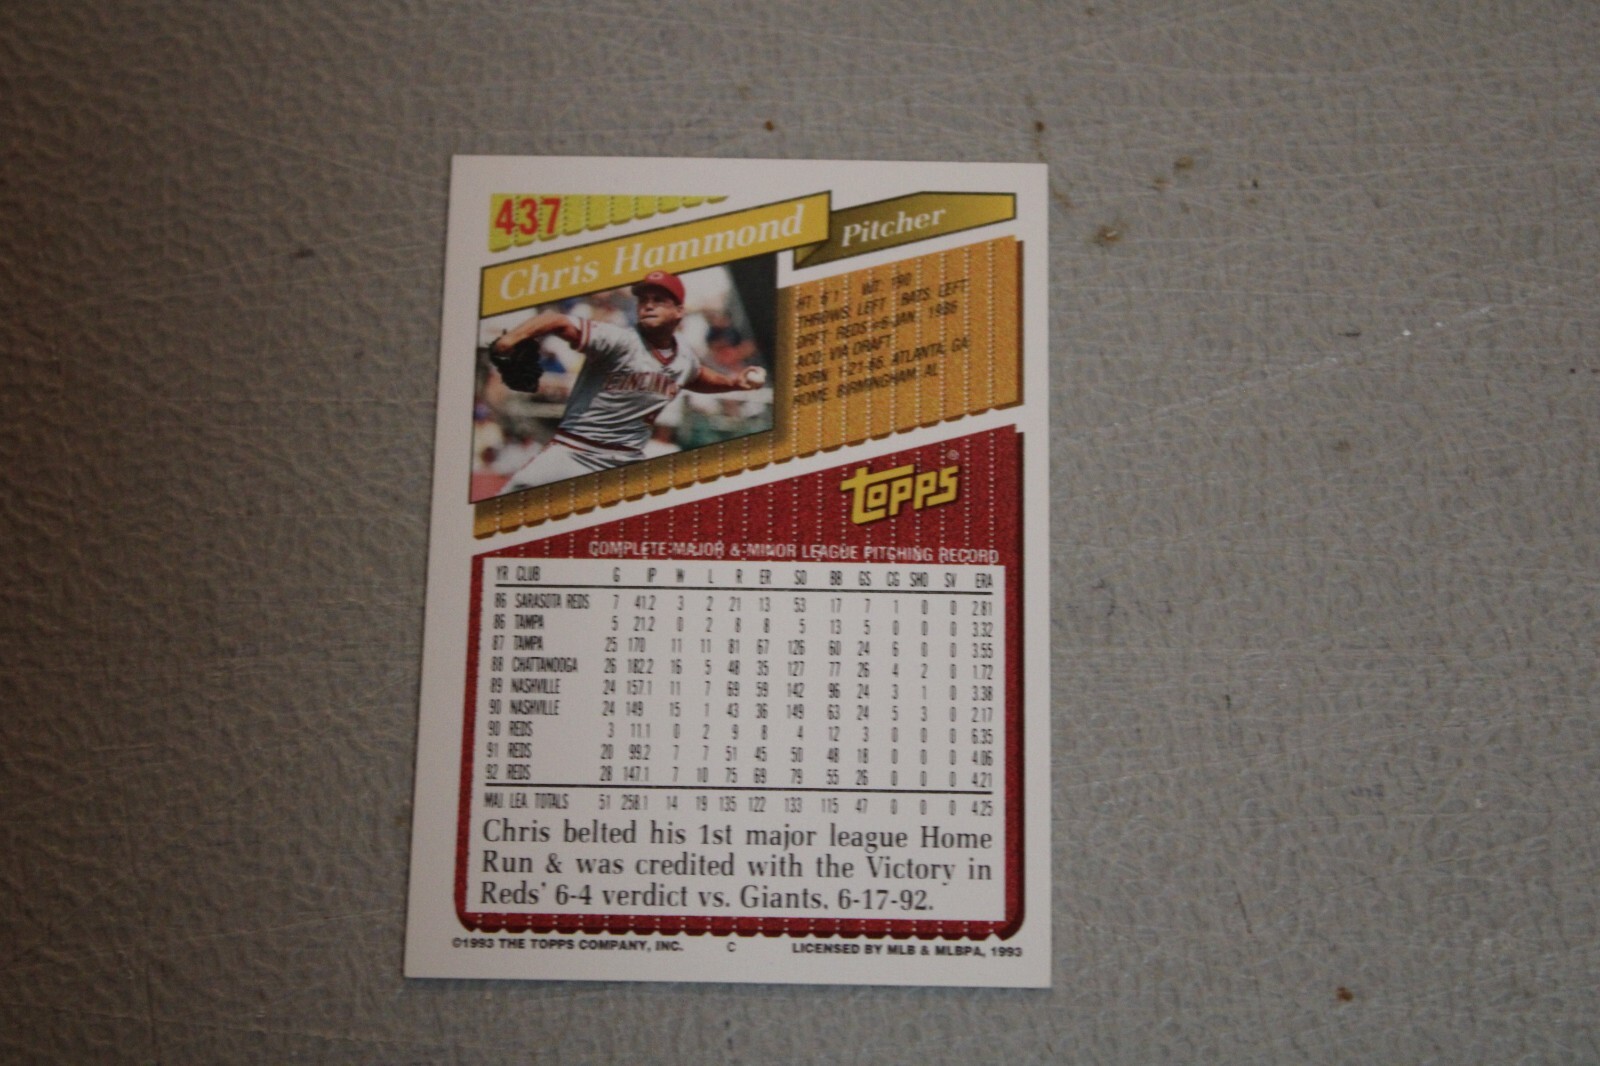 437
Chris Hammond
Pitcher
HT: 6'1" WT: 190
THROWS: LEFT BATS: LEFT
DRFT: REDS #6-JAN, 1986
ACQ: VIA DRAFT
BORN: 1-21-66, ATLANTA, GA
HOME: BIRMINGHAM, AL
CINCINNATI
TOPPS®
COMPLETE MAJOR & MINOR LEAGUE PITCHING RECORD
YR CLUB G IP W L R ER SO BB GS CG SHO SV ERA
86 SARASOTA REDS 7 41.2 3 2 21 13 53 17 7 1 0 0 2.81
86 TAMPA 5 21.2 0 2 8 8 5 13 5 0 0 0 3.32
87 TAMPA 25 170 11 11 81 67 126 60 24 6 0 0 3.55
88 CHATTANOOGA 26 182.2 16 5 48 35 127 77 26 4 2 0 1.72
89 NASHVILLE 24 157.1 11 7 69 59 142 96 24 3 1 0 3.38
90 NASHVILLE 24 149 15 1 43 36 149 63 24 5 3 0 2.17
90 REDS 3 11.1 0 2 9 8 4 12 3 0 0 0 6.35
91 REDS 20 99.2 7 7 51 45 50 48 18 0 0 0 4.06
92 REDS 28 147.1 7 10 75 69 79 55 26 0 0 0 4.21
MAJ. LEA. TOTALS 51 258.1 14 19 135 122 133 115 47 0 0 0 4.25
Chris belted his 1st major league Home
Run & was credited with the Victory in
Reds' 6-4 verdict vs. Giants, 6-17-92.
©1993 THE TOPPS COMPANY, INC. C LICENSED BY MLB & MLBPA, 1993